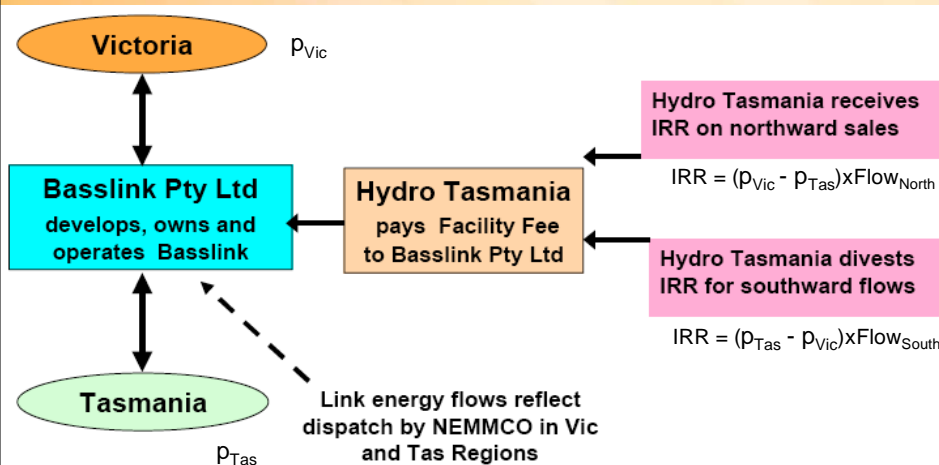 Victoria
pVic
Hydro Tasmania receives
IRR on northward sales
IRR = (pVic - pTas)xFlowNorth
Basslink Pty Ltd
develops, owns and
operates Basslink
Hydro Tasmania
pays Facility Fee
to Basslink Pty Ltd
Hydro Tasmania divests
IRR for southward flows
IRR = (pTas - pVic)xFlowSouth
Tasmania
pTas
Link energy flows reflect
dispatch by NEMMCO in Vic
and Tas Regions